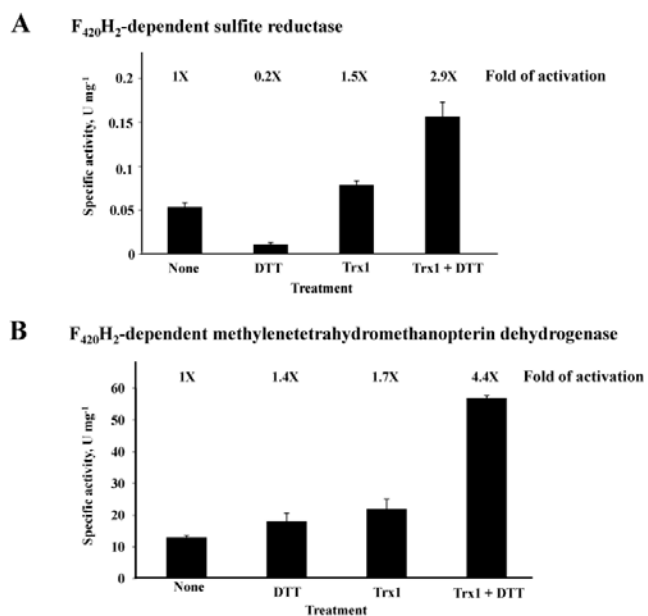 A F₄₂₀H₂-dependent sulfite reductase
1X 0.2X 1.5X 2.9X Fold of activation
Specific activity, U mg⁻¹
0.2
0.15
0.1
0.05
0
None DTT Trx1 Trx1 + DTT
Treatment
B F₄₂₀H₂-dependent methylenetetrahydromethanopterin dehydrogenase
1X 1.4X 1.7X 4.4X Fold of activation
Specific activity, U mg⁻¹
60
50
40
30
20
10
0
None DTT Trx1 Trx1 + DTT
Treatment